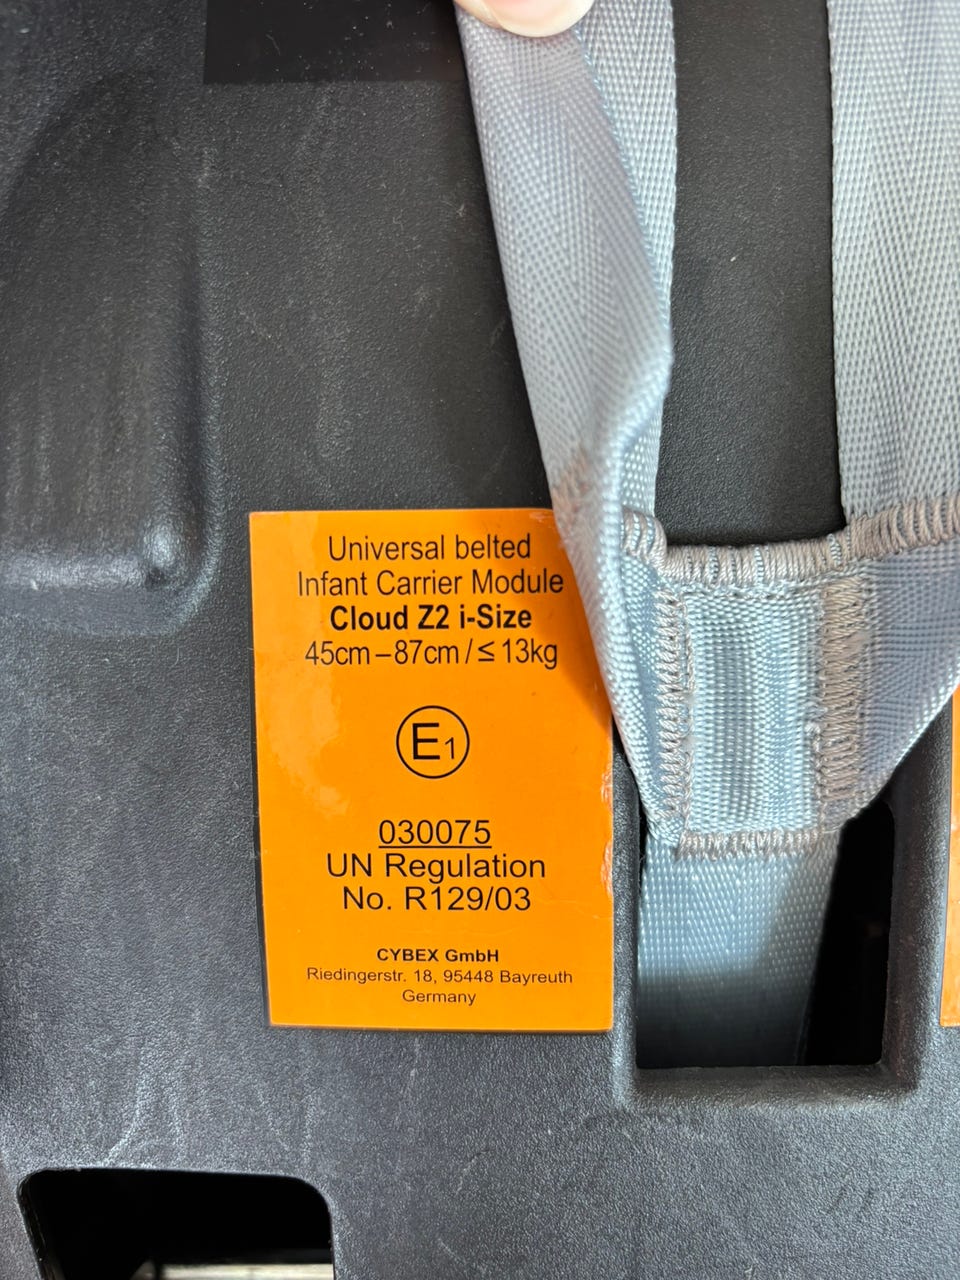 Universal belted
Infant Carrier Module
Cloud Z2 i-Size
45cm – 87cm / ≤ 13kg
E1
030075
UN Regulation
No. R129/03
CYBEX GmbH
Riedingerstr. 18, 95448 Bayreuth
Germany